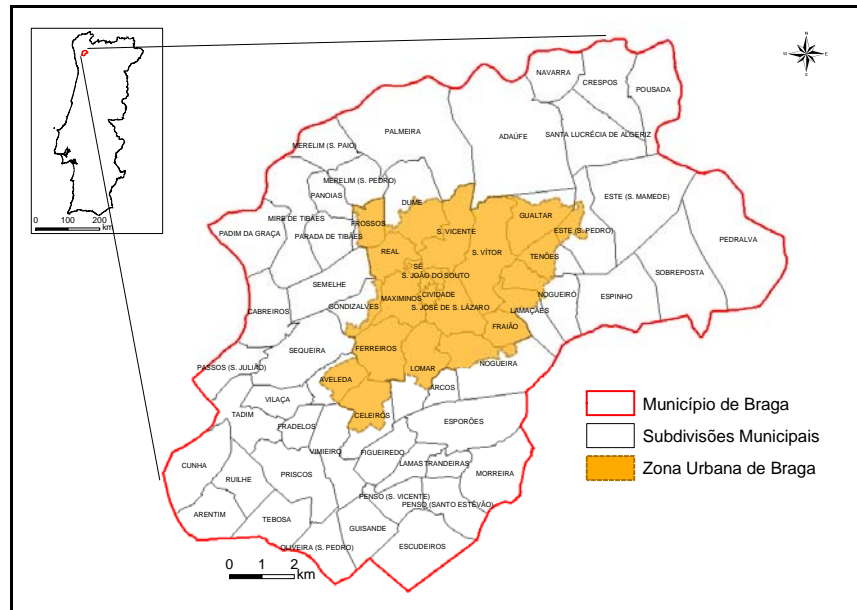 N
W E
S
NAVARRA
CRESPOS
POUSADA
PALMEIRA
ADAÚFE
SANTA LUCRÉCIA DE ALGERIZ
MERELIM (S. PAIO)
MERELIM (S. PEDRO)
PANOIAS
DUME
ESTE (S. MAMEDE)
0 100 200
km
MIRE DE TIBÃES
FROSSOS
GUALTAR
PADIM DA GRAÇA
PARADA DE TIBÃES
S. VICENTE
ESTE (S. PEDRO)
PEDRALVA
REAL
S. VÍTOR
TENÕES
SÉ
S. JOÃO DO SOUTO
SOBREPOSTA
SEMELHE
MAXIMINOS
CIVIDADE
NOGUEIRÓ
ESPINHO
CABREIROS
GONDIZALVES
S. JOSÉ DE S. LÁZARO
LAMAÇÃES
FRAIÃO
SEQUEIRA
FERREIROS
PASSOS (S. JULIÃO)
LOMAR
NOGUEIRA
AVELEDA
ARCOS
VILAÇA
TADIM
CELEIRÓS
FRADELOS
ESPORÕES
VIMIEIRO
FIGUEIREDO
CUNHA
LAMAS
TRANDEIRAS
RUILHE
PRISCOS
MORREIRA
PENSO (S. VICENTE)
PENSO (SANTO ESTÊVÃO)
ARENTIM
TEBOSA
GUISANDE
OLIVEIRA (S. PEDRO)
ESCUDEIROS
0 1 2
km
Município de Braga
Subdivisões Municipais
Zona Urbana de Braga